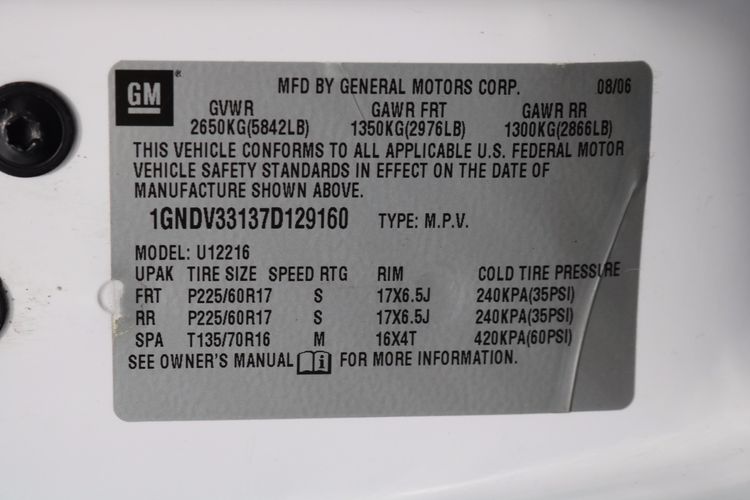 GM®
MFD BY GENERAL MOTORS CORP. 08/06
GVWR GAWR FRT GAWR RR
2650KG(5842LB) 1350KG(2976LB) 1300KG(2866LB)
THIS VEHICLE CONFORMS TO ALL APPLICABLE U.S. FEDERAL MOTOR
VEHICLE SAFETY STANDARDS IN EFFECT ON THE DATE OF
MANUFACTURE SHOWN ABOVE.
1GNDV33137D129160 TYPE: M.P.V.
MODEL: U12216
UPAK TIRE SIZE SPEED RTG RIM COLD TIRE PRESSURE
FRT P225/60R17 S 17X6.5J 240KPA(35PSI)
RR P225/60R17 S 17X6.5J 240KPA(35PSI)
SPA T135/70R16 M 16X4T 420KPA(60PSI)
SEE OWNER'S MANUAL i FOR MORE INFORMATION.